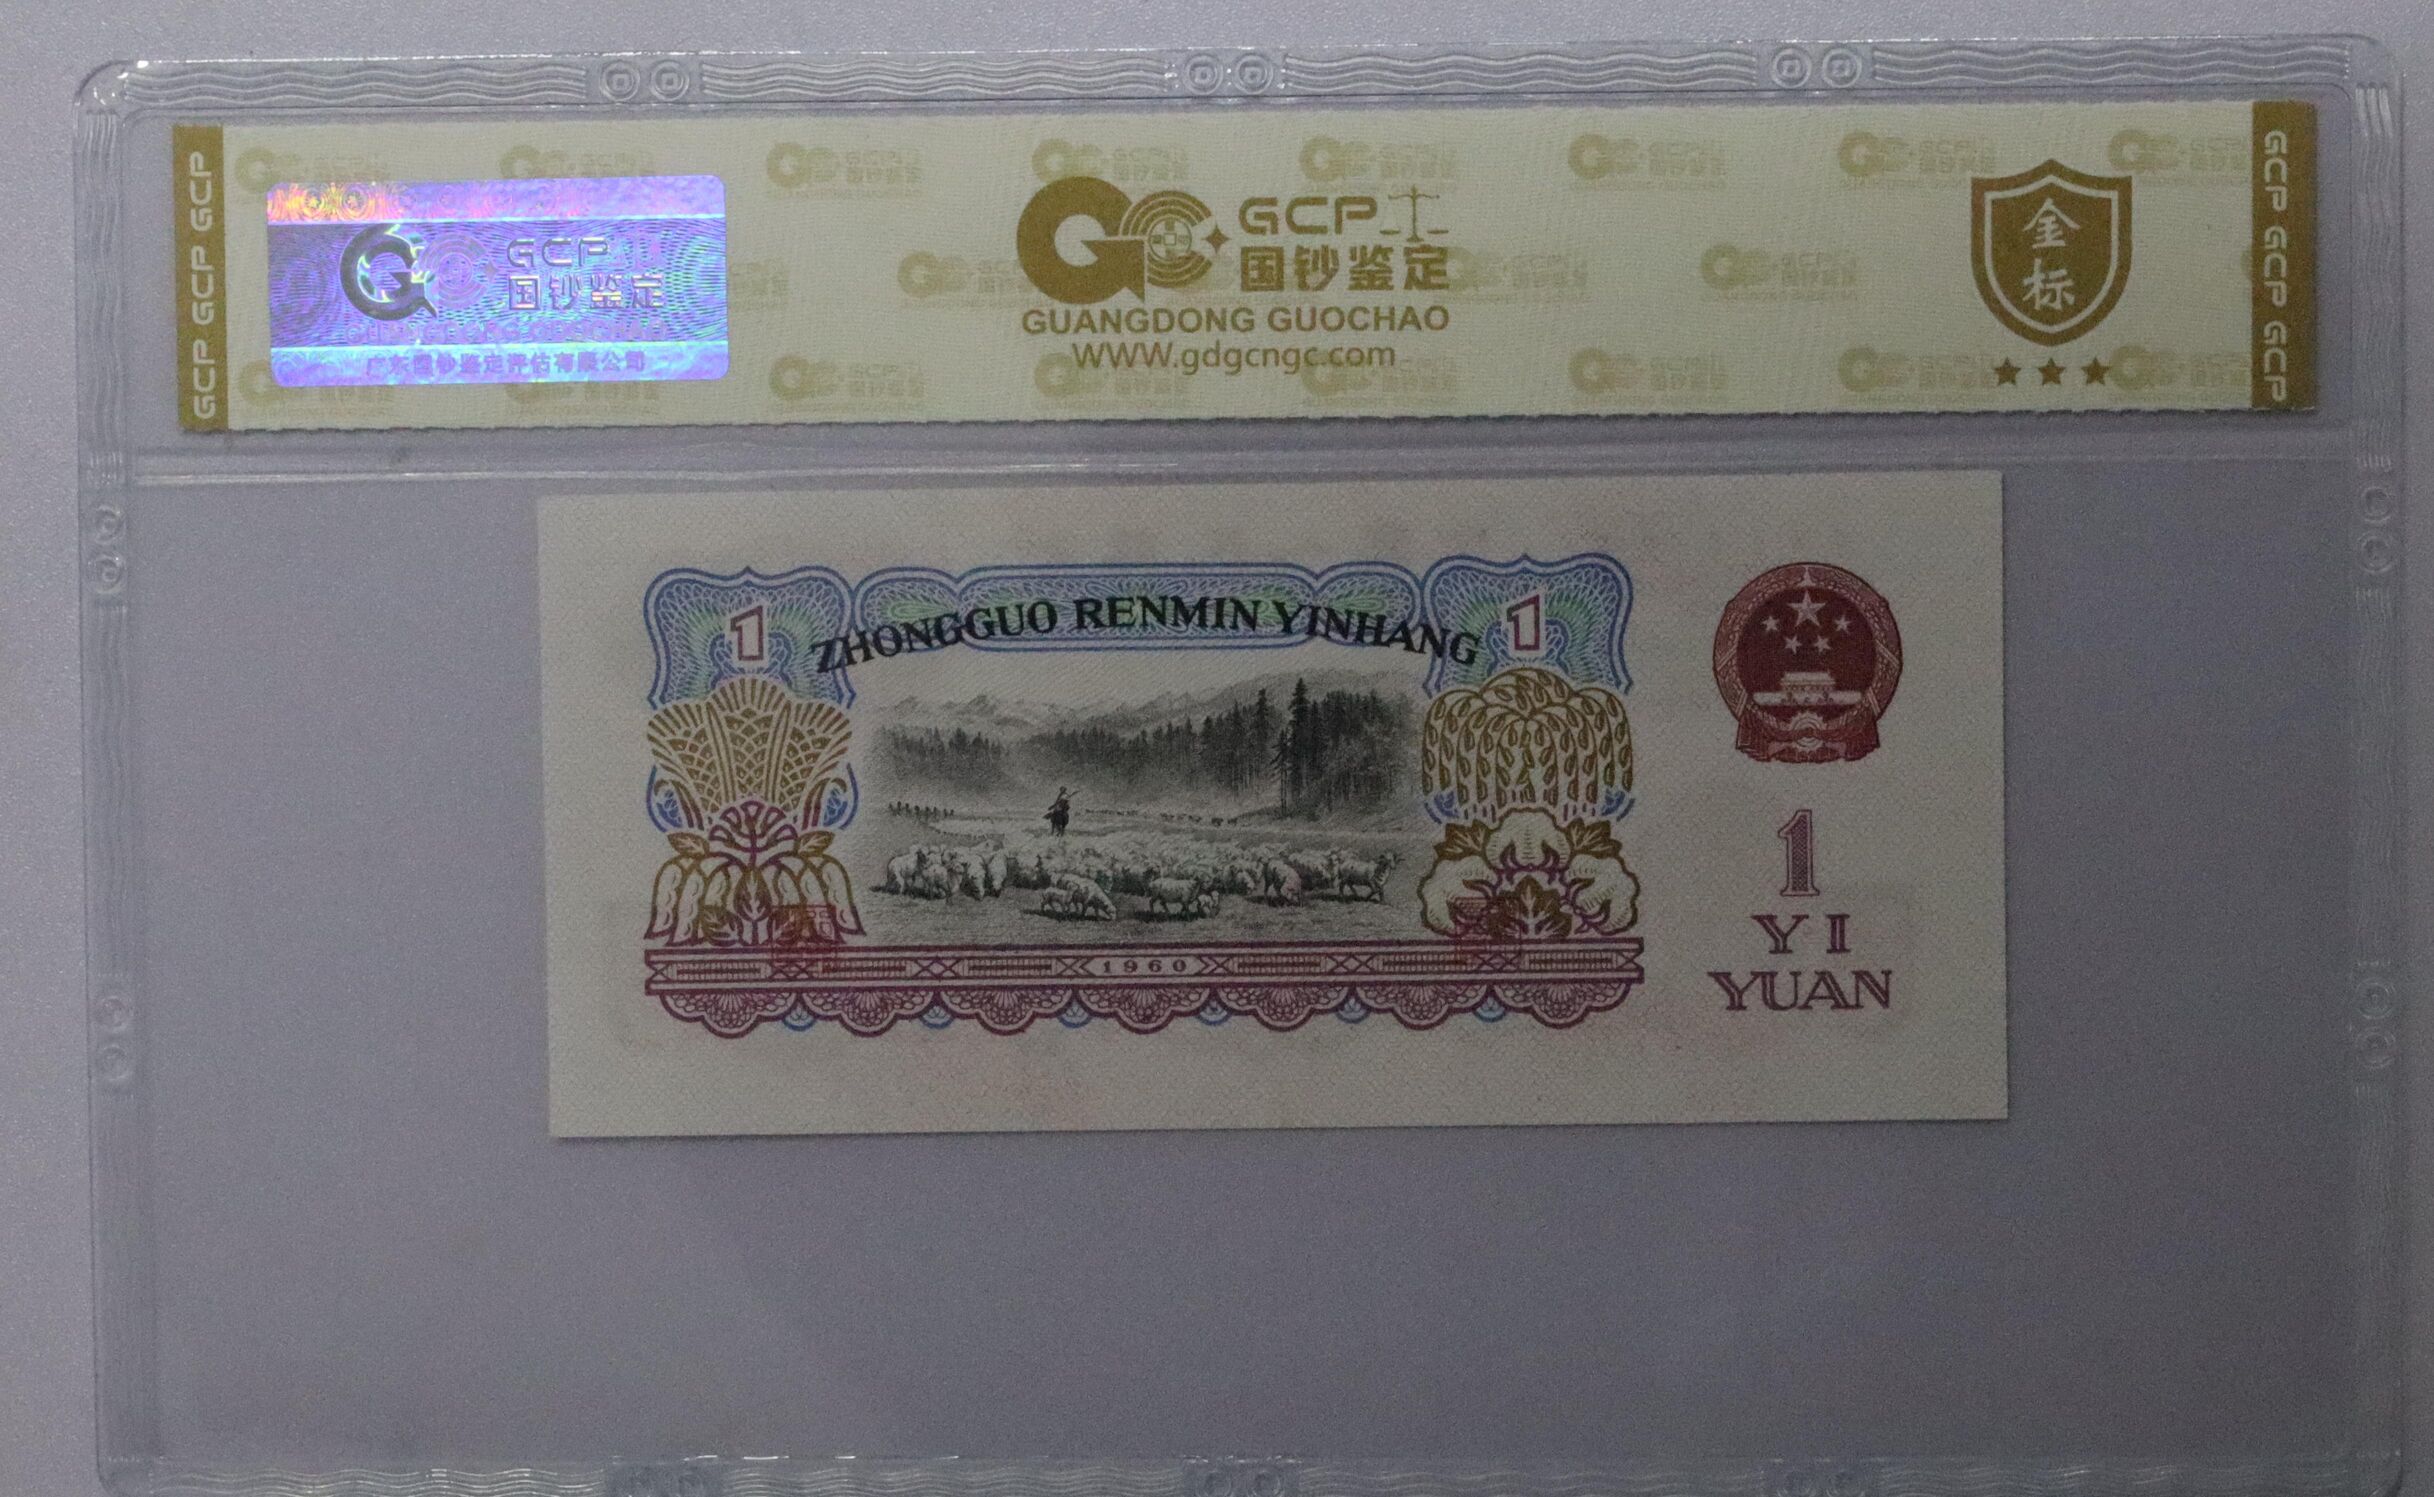 GCP GCP GCP
GCP
国钞鉴定
GUANGDONG GUOCHAO
广东国钞鉴定评估有限公司
GCP
国钞鉴定
GUANGDONG GUOCHAO
WWW.gdgcngc.com
金
标
GCP GCP GCP
ZHONGGUO RENMIN YINHANG
1
1
1
YI
YUAN
1960